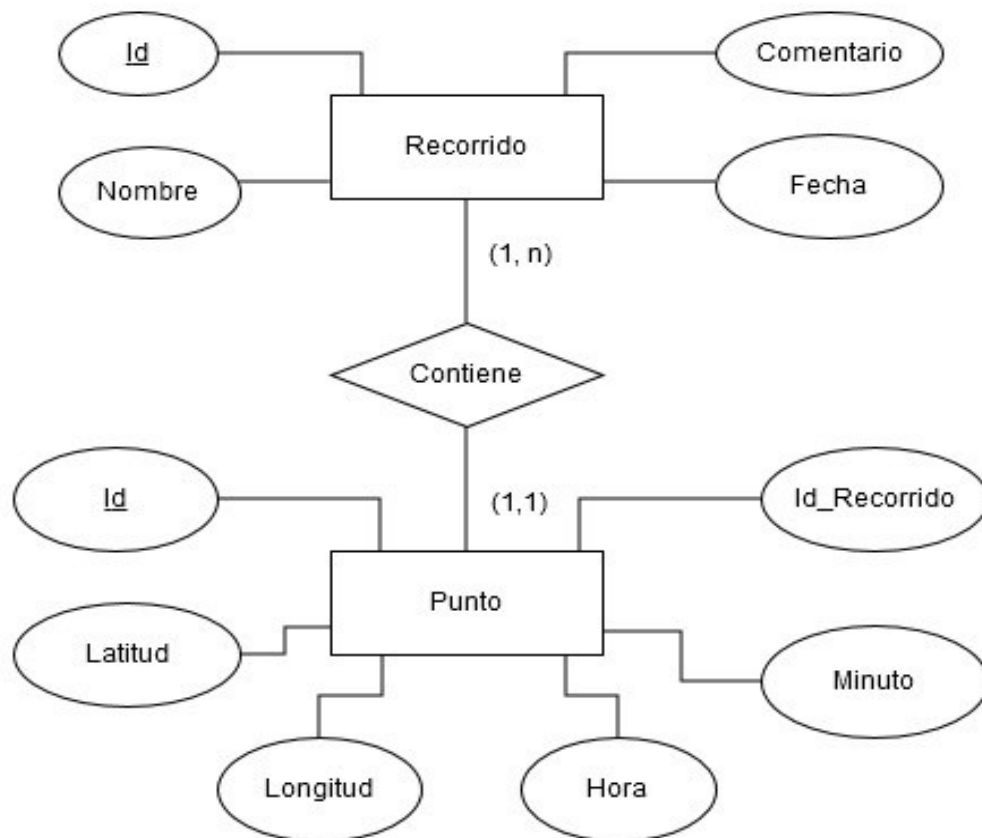 Id
Comentario
Recorrido
Nombre
Fecha
(1, n)
Contiene
Id
(1,1)
Id_Recorrido
Punto
Latitud
Minuto
Longitud
Hora